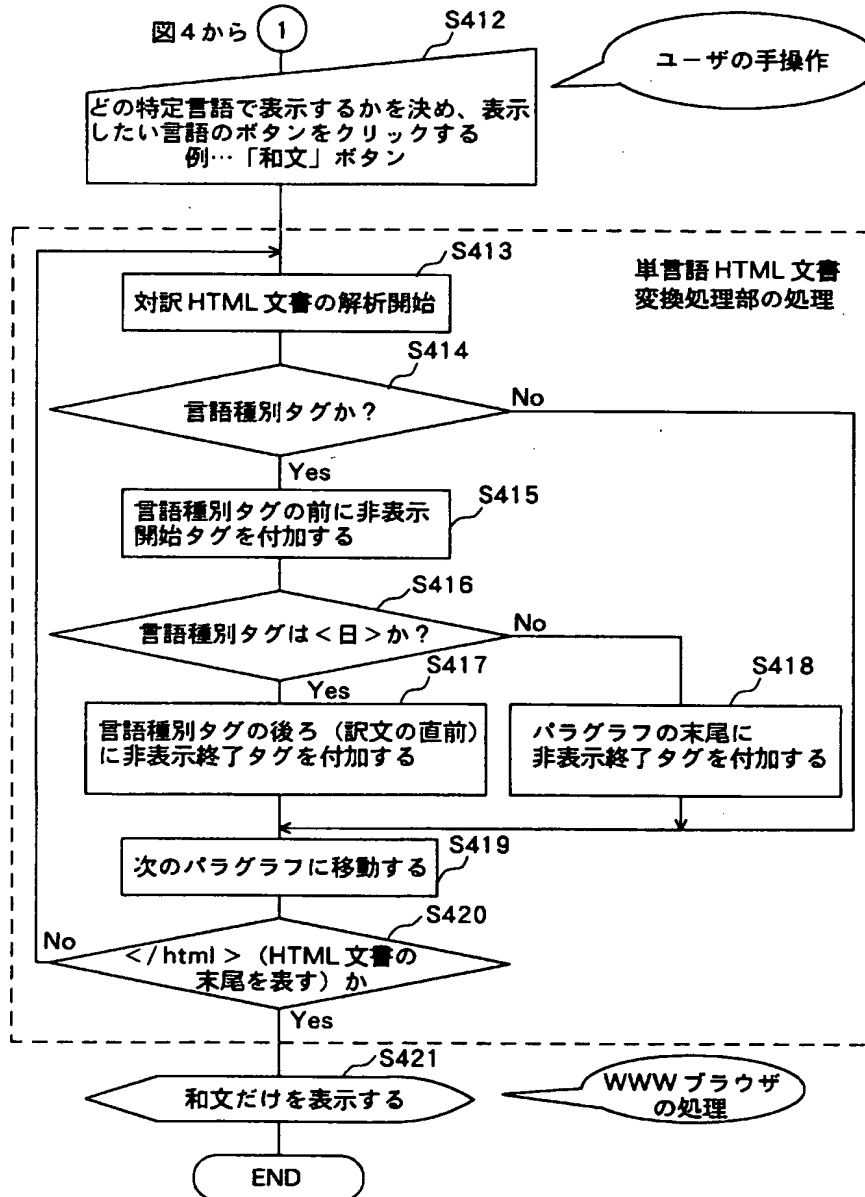 図4から 1
S412
ユーザの手操作
どの特定言語で表示するかを決め、表示
したい言語のボタンをクリックする
例…「和文」ボタン
S413
単言語 HTML 文書
変換処理部の処理
対訳 HTML 文書の解析開始
S414
言語種別タグか?
No
Yes
S415
言語種別タグの前に非表示
開始タグを付加する
S416
言語種別タグは<日>か?
No
Yes
S417
S418
言語種別タグの後ろ(訳文の直前)
に非表示終了タグを付加する
パラグラフの末尾に
非表示終了タグを付加する
S419
次のパラグラフに移動する
S420
No
</html>(HTML 文書の
末尾を表す)か
Yes
S421
和文だけを表示する
WWW ブラウザ
の処理
END